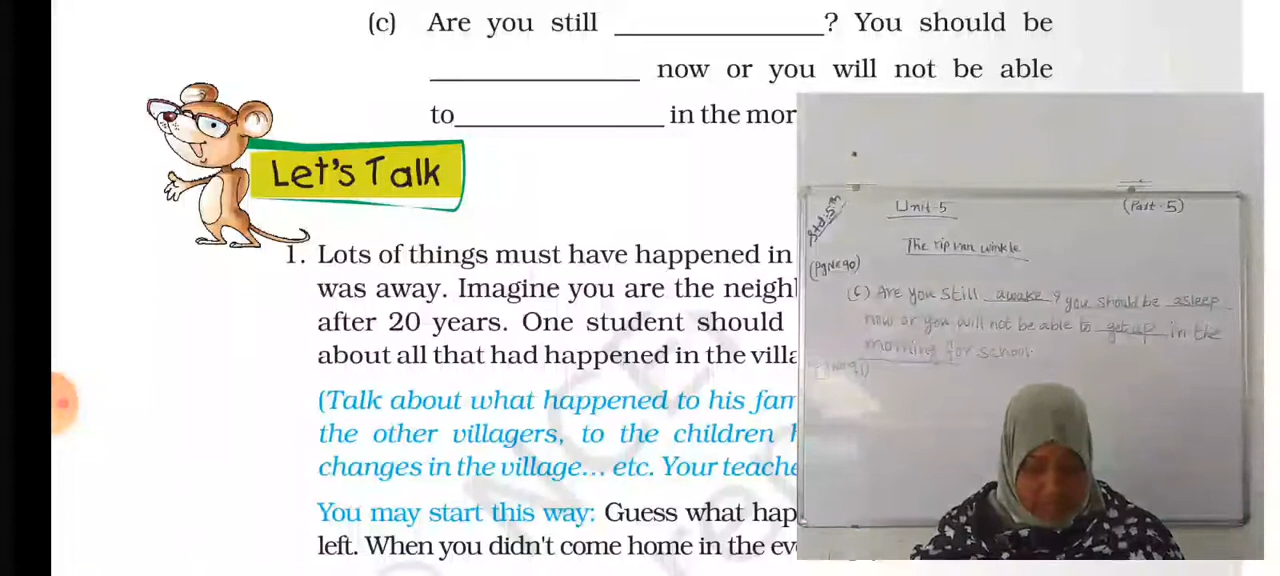 (c) Are you still ____________? You should be
____________ now or you will not be able
to____________ in the mor
Let's Talk
1. Lots of things must have happened in
was away. Imagine you are the neighb
after 20 years. One student should
about all that had happened in the villa
(Talk about what happened to his fam
the other villagers, to the children h
changes in the village... etc. Your teache
You may start this way: Guess what hap
left. When you didn't come home in the ev
Std:5th
Unit-5
(Part-5)
The rip van winkle
(PgNo90)
(c) Are you still awake? you should be asleep
now or you will not be able to get up in the
morning for school.